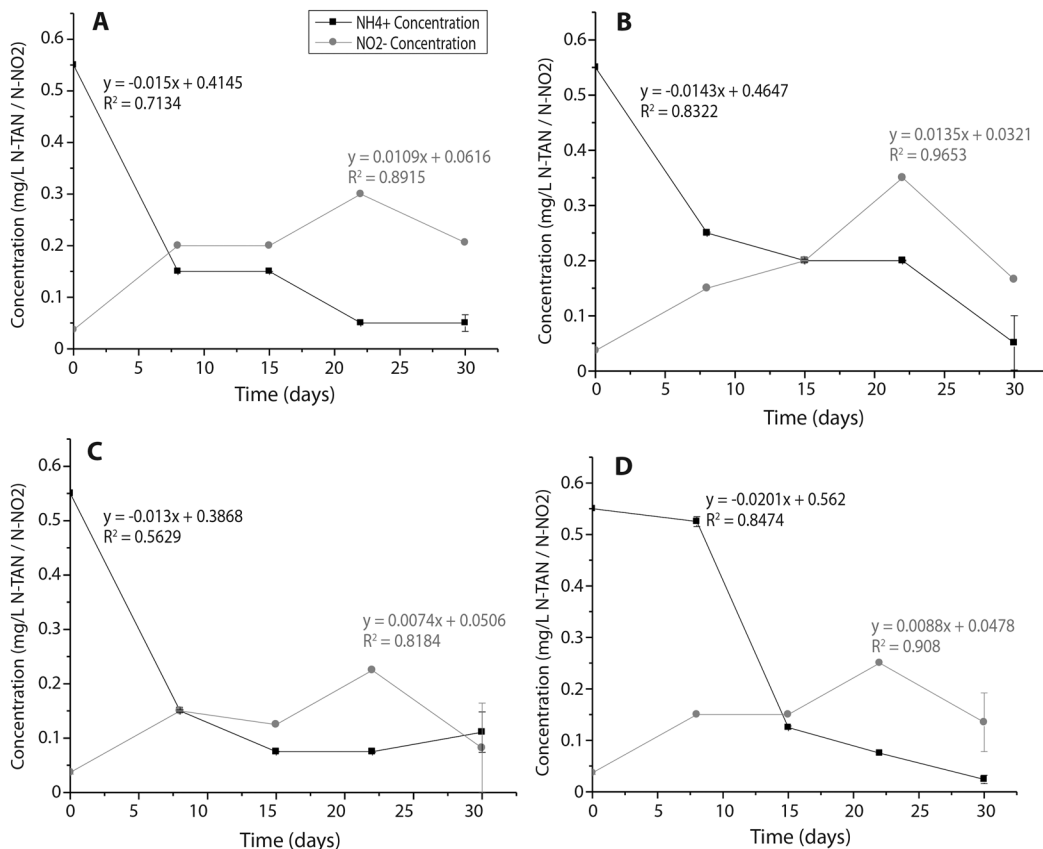 A
NH4+ Concentration
NO2- Concentration
0.6
0.5
0.4
0.3
0.2
0.1
0
y = -0.015x + 0.4145
R² = 0.7134
y = 0.0109x + 0.0616
R² = 0.8915
Concentration (mg/L N-TAN / N-NO2)
0 5 10 15 20 25 30
Time (days)
B
0.6
0.5
0.4
0.3
0.2
0.1
0
y = -0.0143x + 0.4647
R² = 0.8322
y = 0.0135x + 0.0321
R² = 0.9653
Concentration (mg/L N-TAN / N-NO2)
0 5 10 15 20 25 30
Time (days)
C
0.6
0.5
0.4
0.3
0.2
0.1
0
y = -0.013x + 0.3868
R² = 0.5629
y = 0.0074x + 0.0506
R² = 0.8184
Concentration (mg/L N-TAN / N-NO2)
0 5 10 15 20 25 30
Time (days)
D
0.6
0.5
0.4
0.3
0.2
0.1
0
y = -0.0201x + 0.562
R² = 0.8474
y = 0.0088x + 0.0478
R² = 0.908
Concentration (mg/L N-TAN / N-NO2)
0 5 10 15 20 25 30
Time (days)